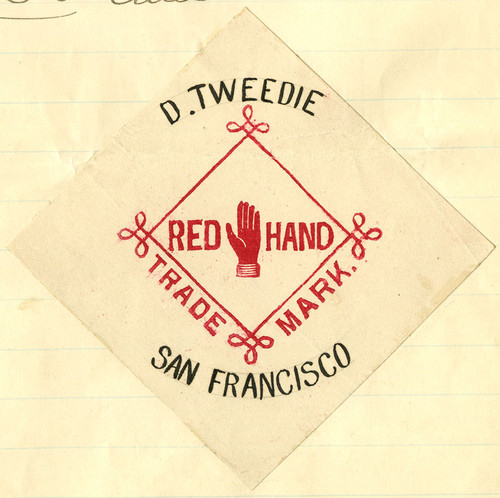 D. TWEEDIE
RED HAND
TRADE MARK.
SAN FRANCISCO